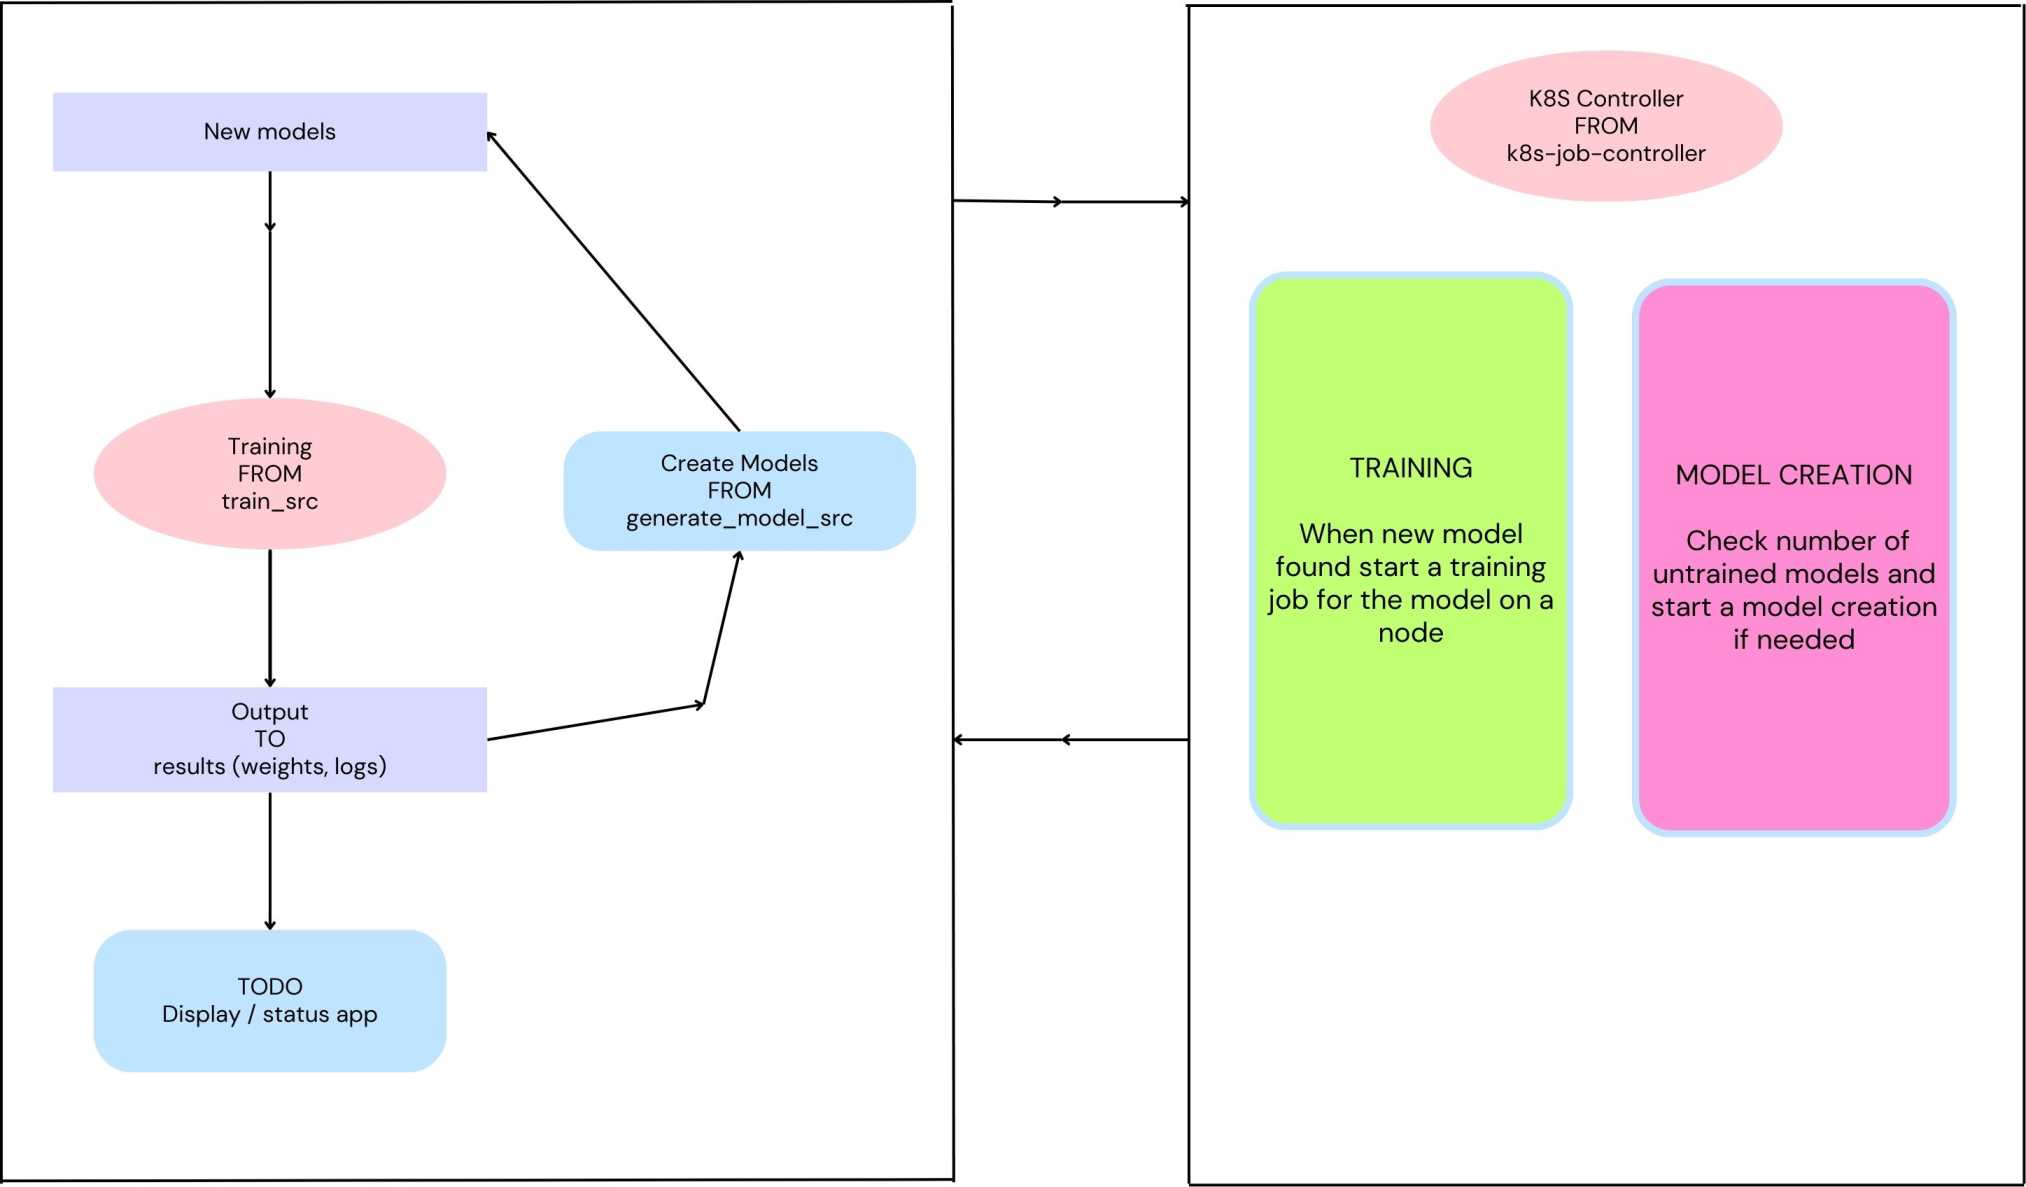 New models
Training
FROM
train_src
Create Models
FROM
generate_model_src
Output
TO
results (weights, logs)
TODO
Display / status app
K8S Controller
FROM
k8s-job-controller
TRAINING
When new model
found start a training
job for the model on a
node
MODEL CREATION
Check number of
untrained models and
start a model creation
if needed